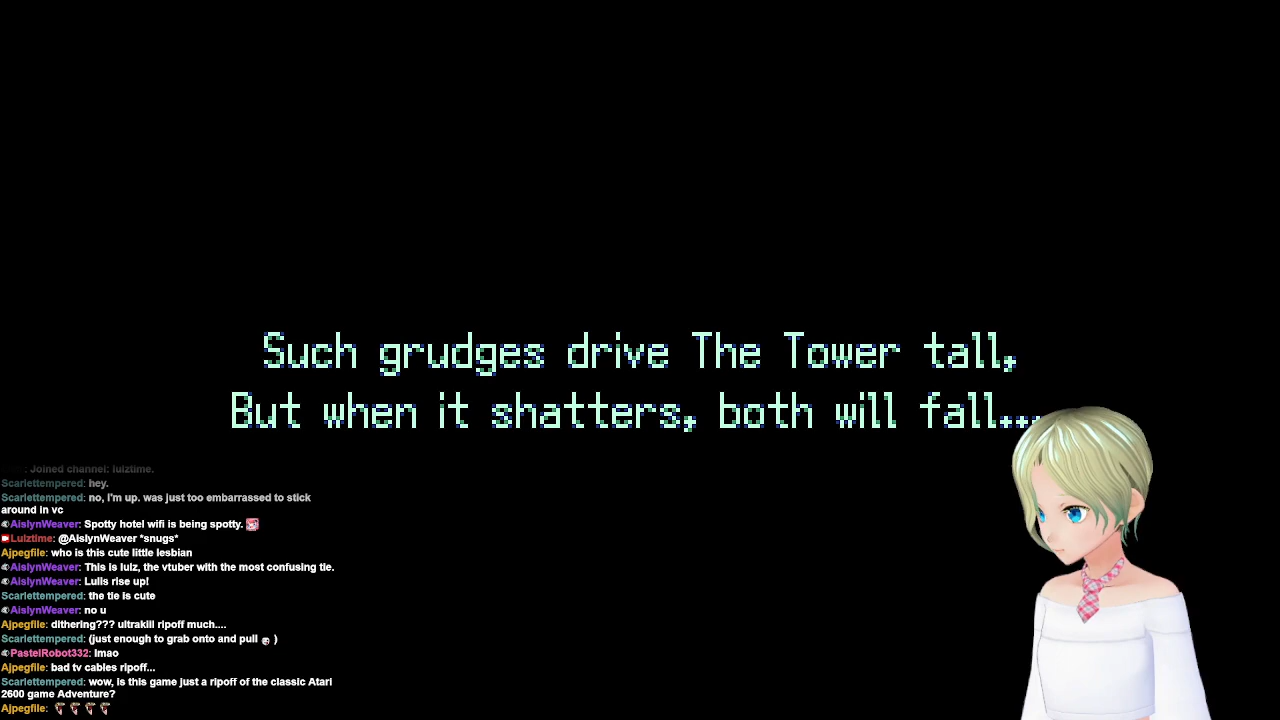 Such grudges drive The Tower tall,
But when it shatters, both will fall...
: Joined channel: luiztime.
Scarlettempered: hey.
Scarlettempered: no, i'm up. was just too embarrassed to stick
around in vc
AislynWeaver: Spotty hotel wifi is being spotty.
Luiztime: @AislynWeaver *snugs*
Ajpegfile: who is this cute little lesbian
AislynWeaver: This is lulz, the vtuber with the most confusing tie.
AislynWeaver: Lulis rise up!
Scarlettempered: the tie is cute
AislynWeaver: no u
Ajpegfile: dithering??? ultrakill ripoff much....
Scarlettempered: (just enough to grab onto and pull )
PastelRobot332: lmao
Ajpegfile: bad tv cables ripoff...
Scarlettempered: wow, is this game just a ripoff of the classic Atari
2600 game Adventure?
Ajpegfile: